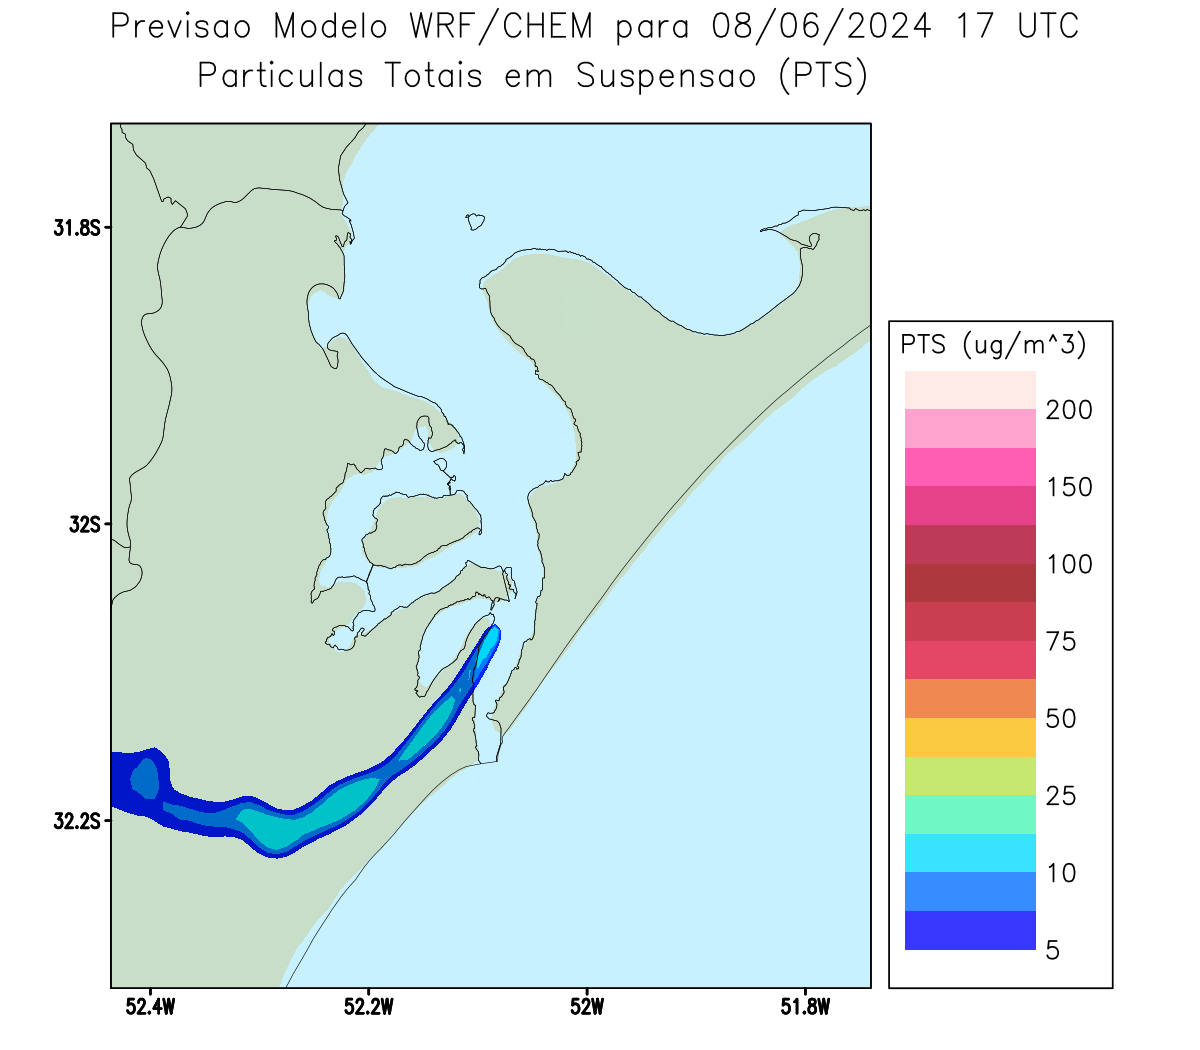 Previsao Modelo WRF/CHEM para 08/06/2024 17 UTC
Particulas Totais em Suspensao (PTS)
31.8S
32S
32.2S
52.4W
52.2W
52W
51.8W
PTS (ug/m^3)
200
150
100
75
50
25
10
5